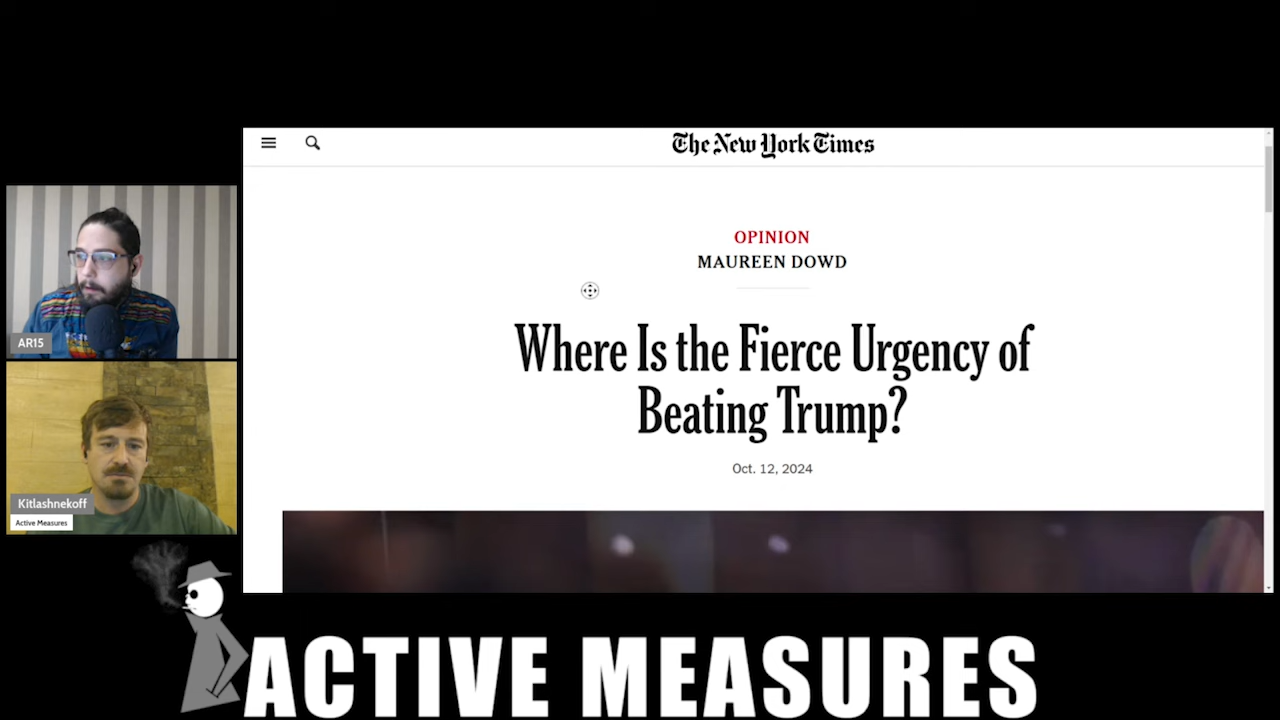 The New York Times
OPINION
MAUREEN DOWD
Where Is the Fierce Urgency of
Beating Trump?
Oct. 12, 2024
AR15
Kitlashnekoff
Active Measures
ACTIVE MEASURES